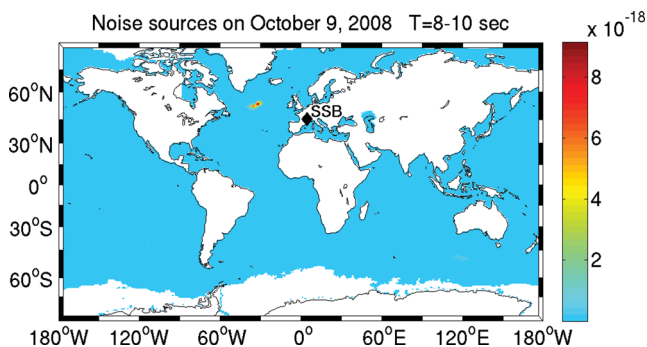 Noise sources on October 9, 2008 T=8-10 sec
x 10^-18
8
6
4
2
60°N
30°N
0°
30°S
60°S
SSB
180°W 120°W 60°W 0° 60°E 120°E 180°W